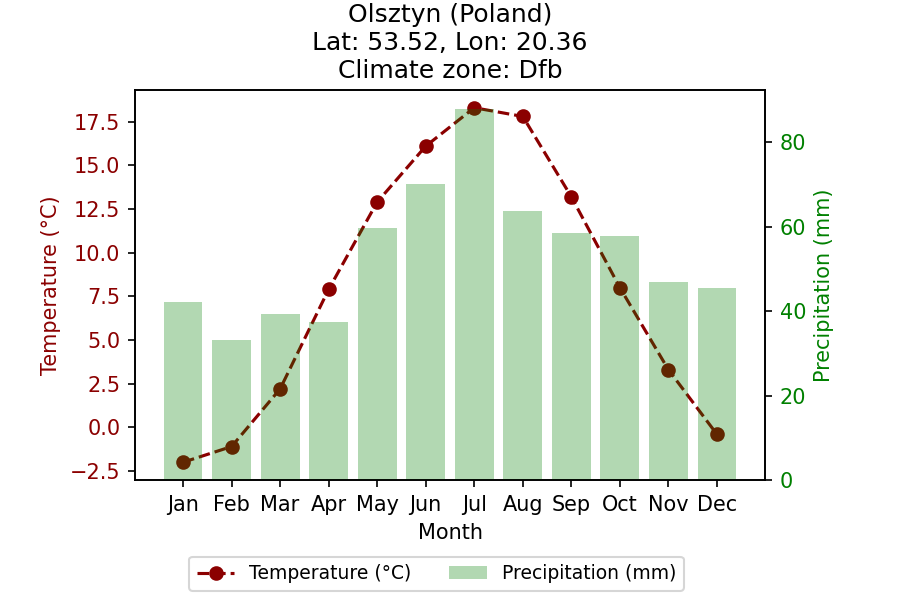 Olsztyn (Poland)
Lat: 53.52, Lon: 20.36
Climate zone: Dfb
Temperature (°C)
17.5
15.0
12.5
10.0
7.5
5.0
2.5
0.0
−2.5
Precipitation (mm)
80
60
40
20
0
Jan Feb Mar Apr May Jun Jul Aug Sep Oct Nov Dec
Month
Temperature (°C) Precipitation (mm)